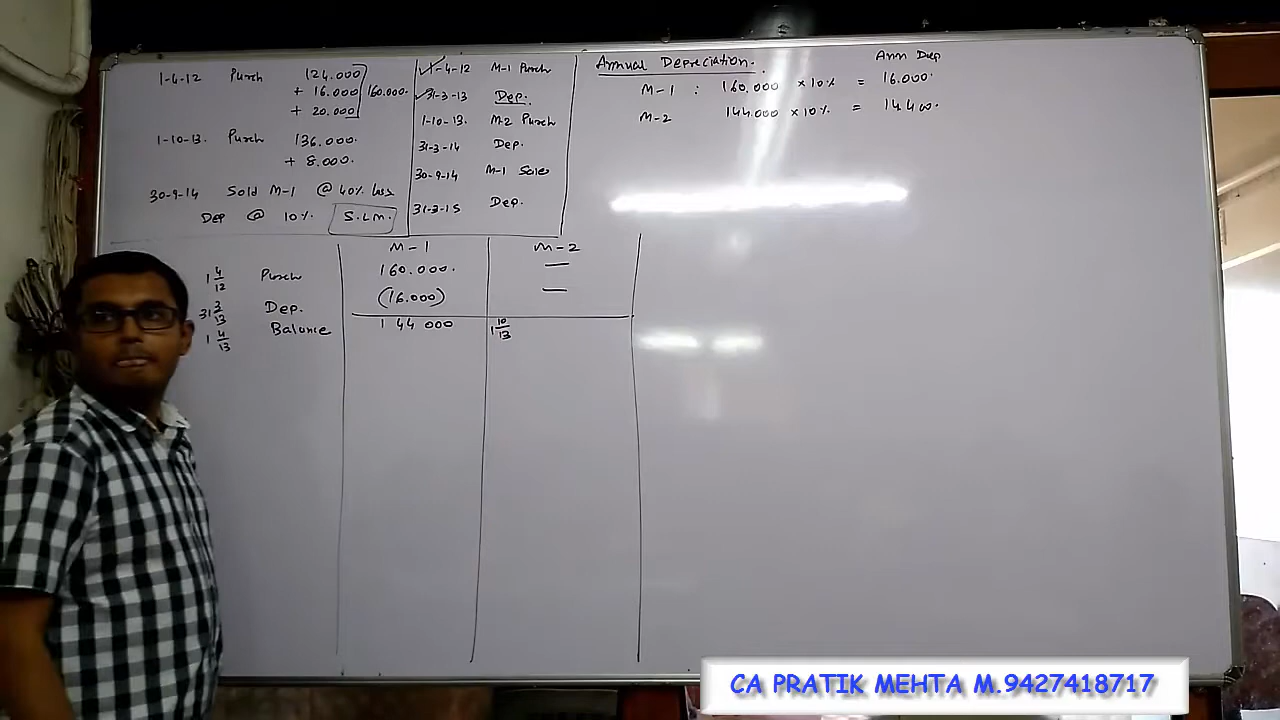 1-4-12 Purch 124.000
+ 16.000 160.000.
+ 20.000
1-10-13. Purch 136.000.
+ 8.000.
30-9-14 Sold M-1 @ 40% loss
Dep @ 10% S.L.M.
1-4-12 M-1 Purch
31-3-13 Dep.
1-10-13. M-2 Purch
31-3-14 Dep.
30-9-14 M-1 Sales
31-3-15 Dep.
Annual Depreciation.
Ann Dep
M-1 : 160.000 x 10% = 16.000.
M-2 144.000 x 10% = 14400.
M-1 M-2
1 4/12 Purch 160.000. —
31 3/13 Dep. (16.000) —
1 4/13 Balance 144 000 1 10/13
CA PRATIK MEHTA M.9427418717